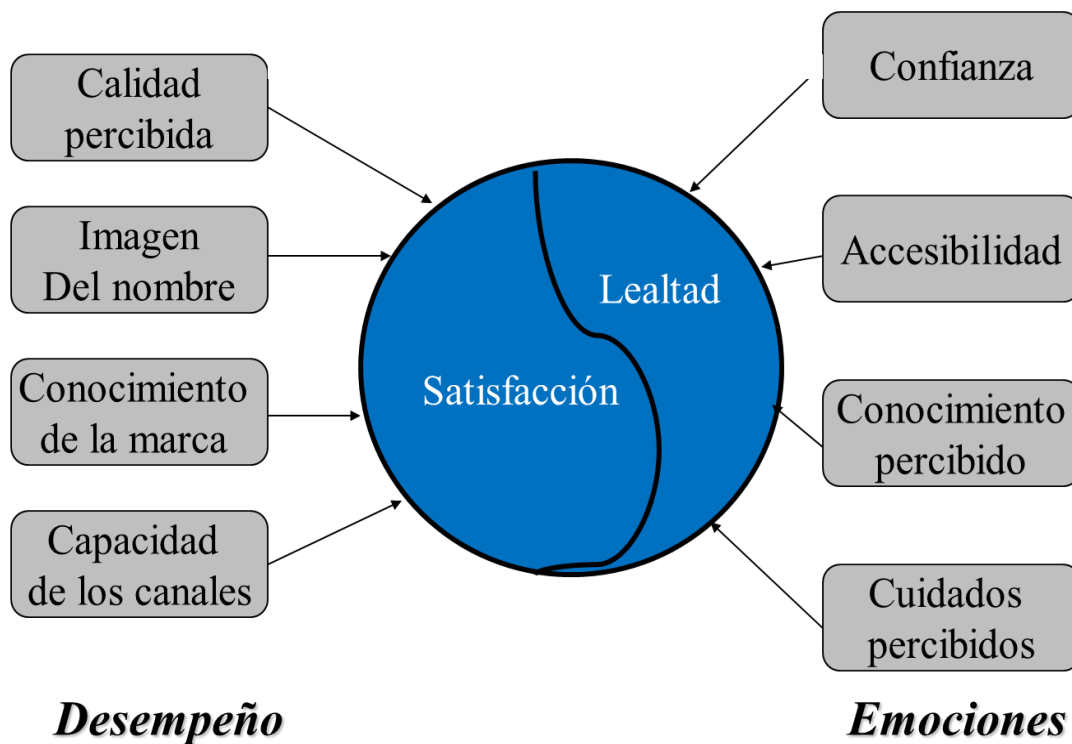 Calidad
percibida
Imagen
Del nombre
Conocimiento
de la marca
Capacidad
de los canales
Desempeño
Lealtad
Satisfacción
Confianza
Accesibilidad
Conocimiento
percibido
Cuidados
percibidos
Emociones